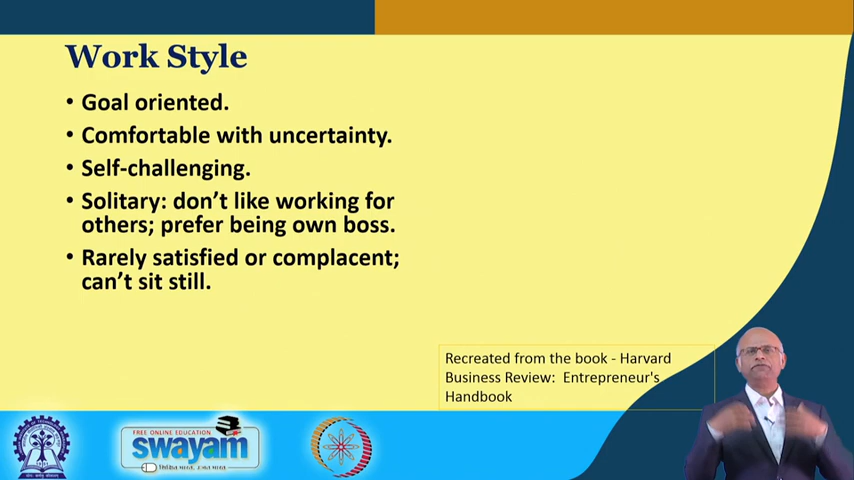 Work Style
• Goal oriented.
• Comfortable with uncertainty.
• Self-challenging.
• Solitary: don't like working for
others; prefer being own boss.
• Rarely satisfied or complacent;
can't sit still.
Recreated from the book - Harvard
Business Review: Entrepreneur's
Handbook
FREE ONLINE EDUCATION
swayam